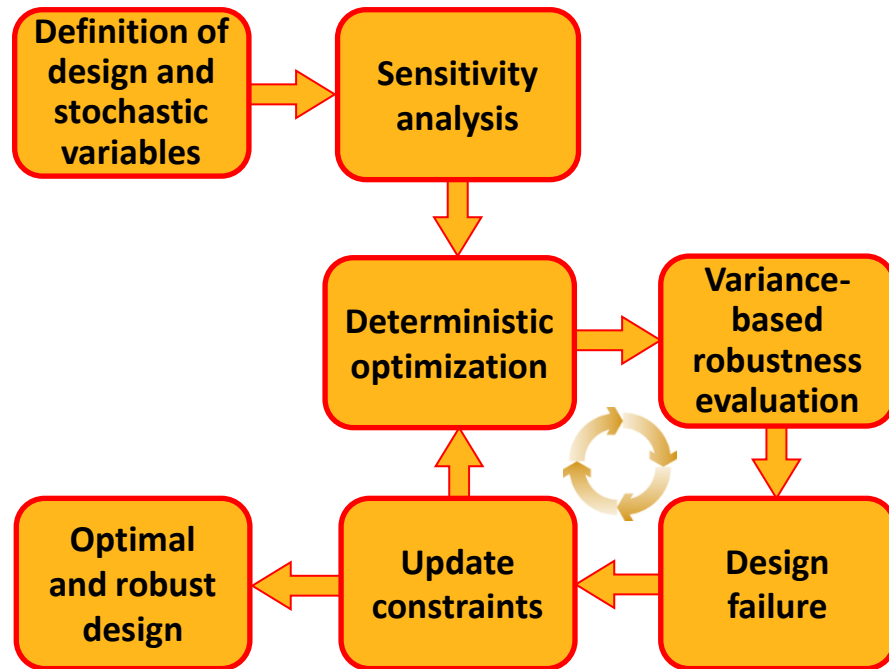 Definition of
design and
stochastic
variables
Sensitivity
analysis
Deterministic
optimization
Variance-
based
robustness
evaluation
Optimal
and robust
design
Update
constraints
Design
failure